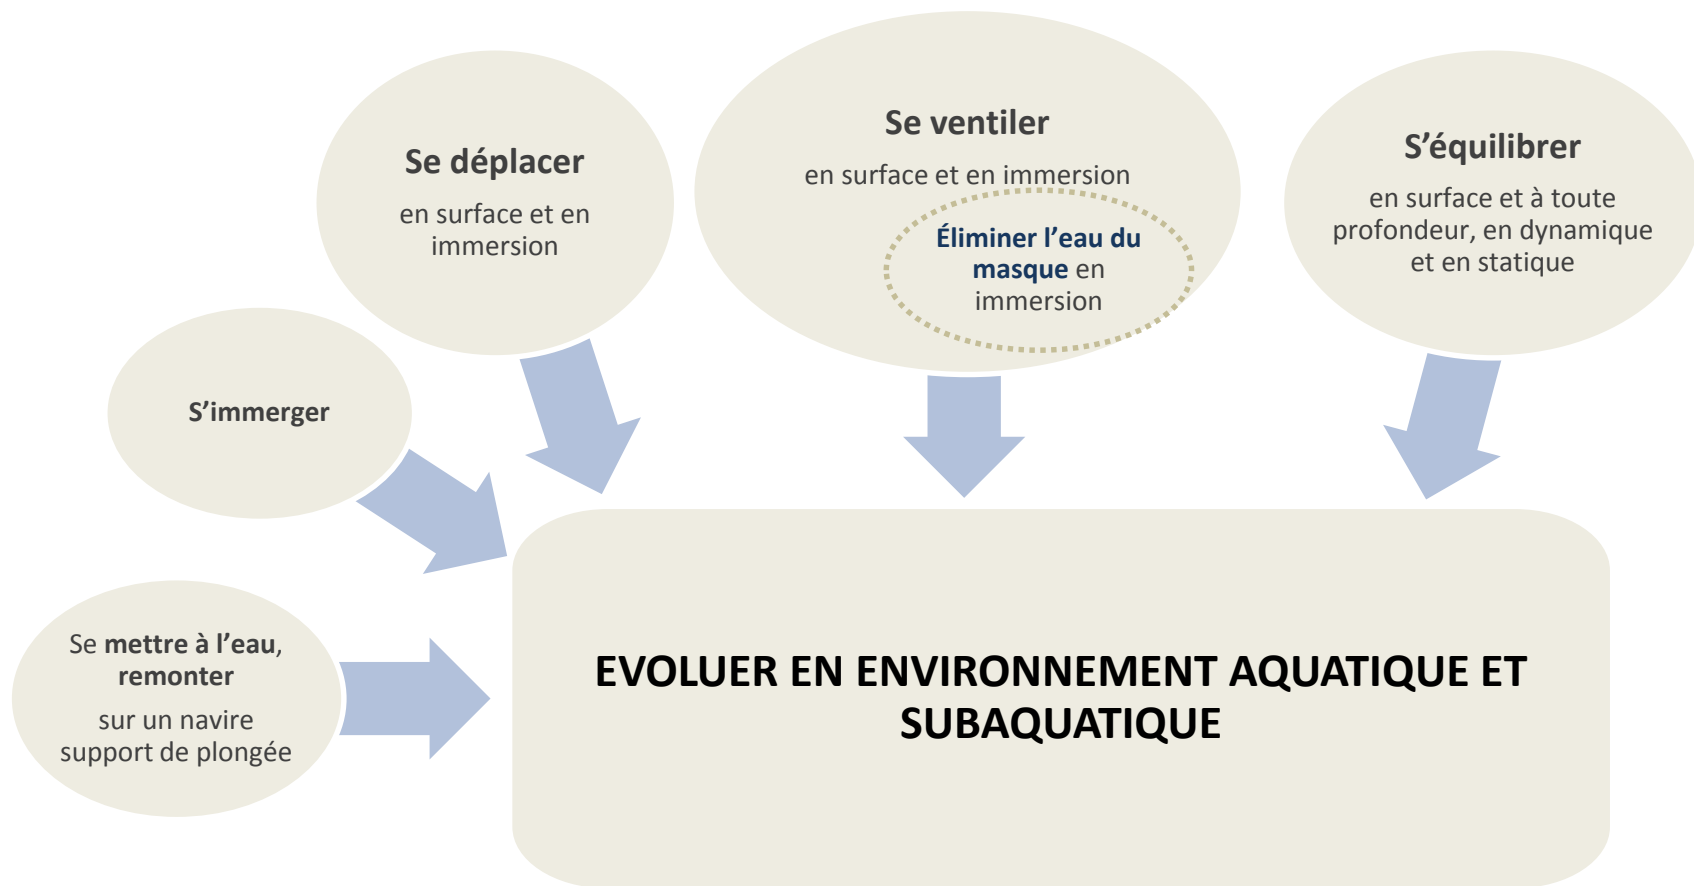 Se déplacer
en surface et en
immersion
Se ventiler
en surface et en immersion
Éliminer l’eau du
masque en
immersion
S’équilibrer
en surface et à toute
profondeur, en dynamique
et en statique
S’immerger
Se mettre à l’eau,
remonter
sur un navire
support de plongée
EVOLUER EN ENVIRONNEMENT AQUATIQUE ET
SUBAQUATIQUE